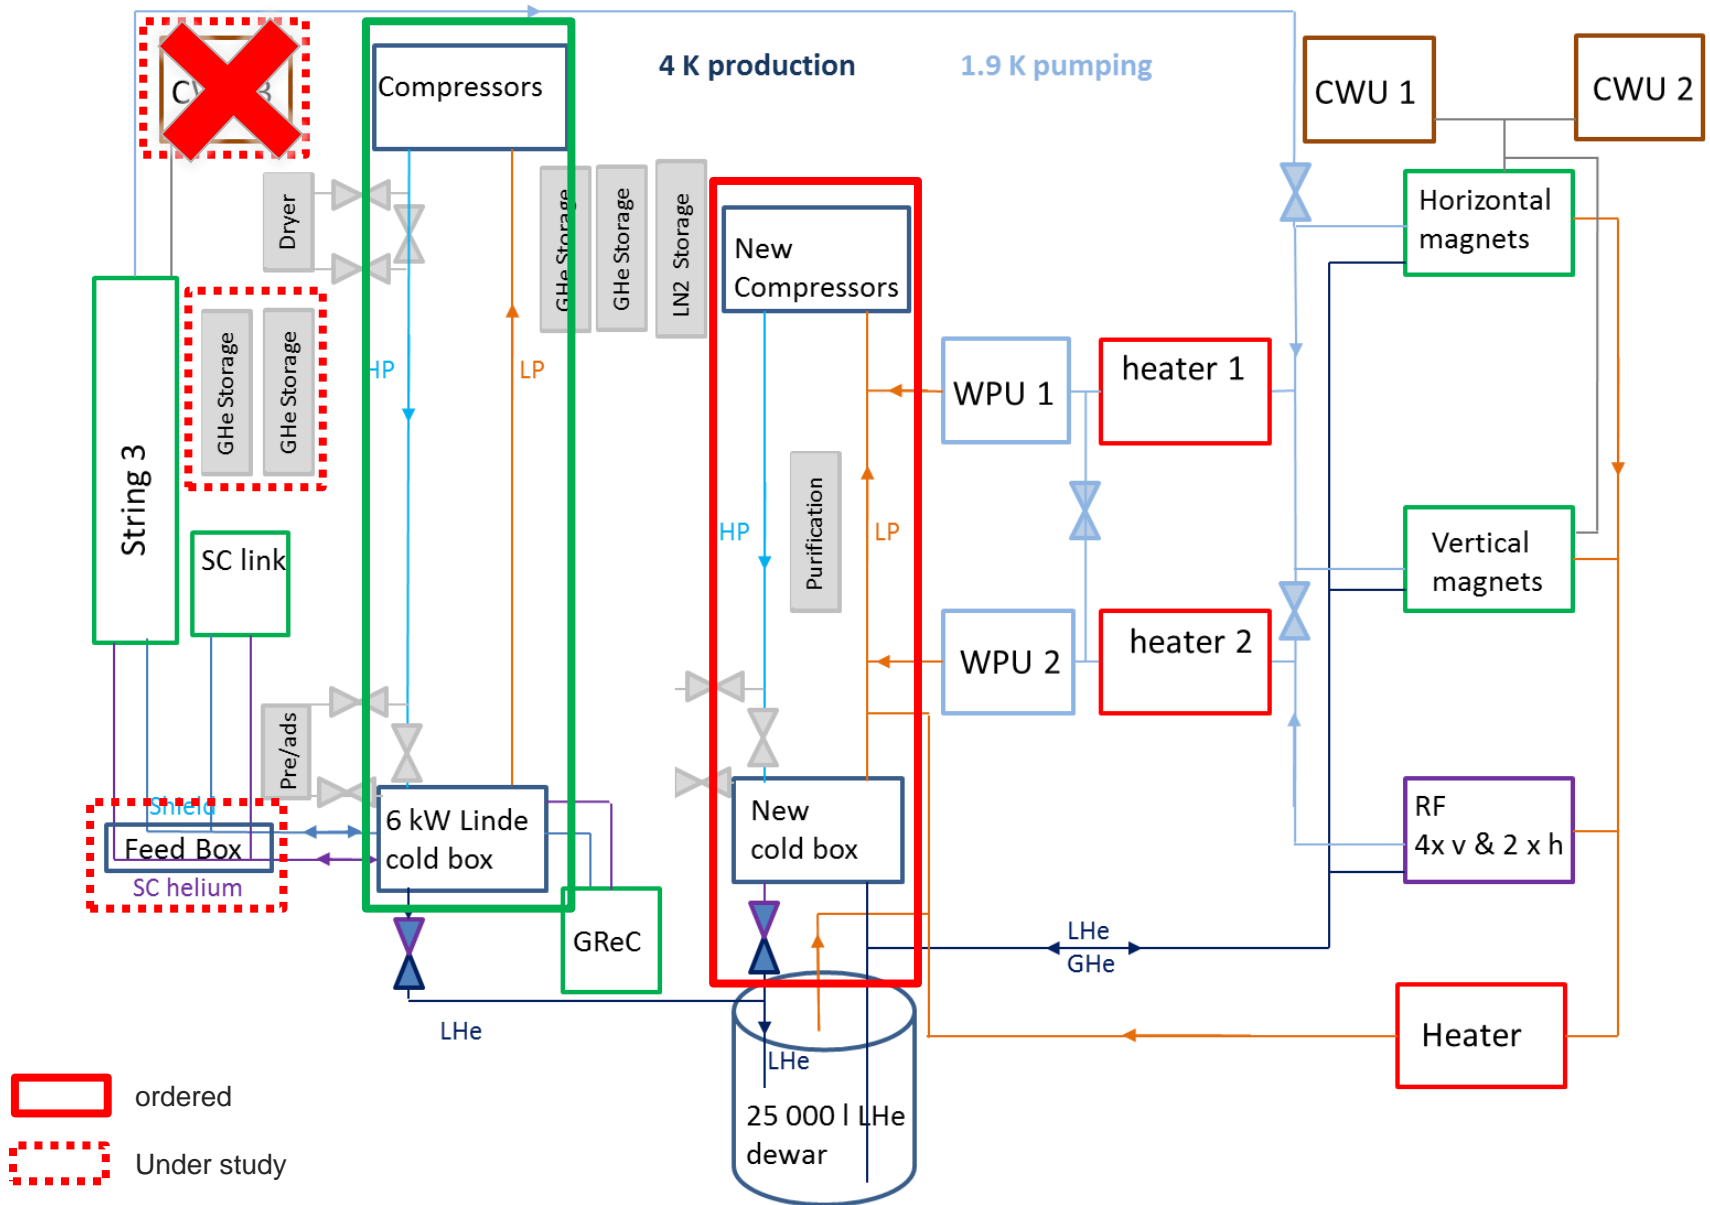 4 K production
1.9 K pumping
CWU 1
CWU 2
Compressors
Dryer
GHe Storage
GHe Storage
LN2 Storage
New
Compressors
Horizontal
magnets
GHe Storage
GHe Storage
HP
LP
WPU 1
heater 1
String 3
SC link
Purification
HP
LP
Vertical
magnets
WPU 2
heater 2
Pre/ads
Shield
Feed Box
SC helium
6 kW Linde
cold box
New
cold box
RF
4x v & 2 x h
GReC
LHe
GHe
LHe
LHe
Heater
25 000 l LHe
dewar
ordered
Under study